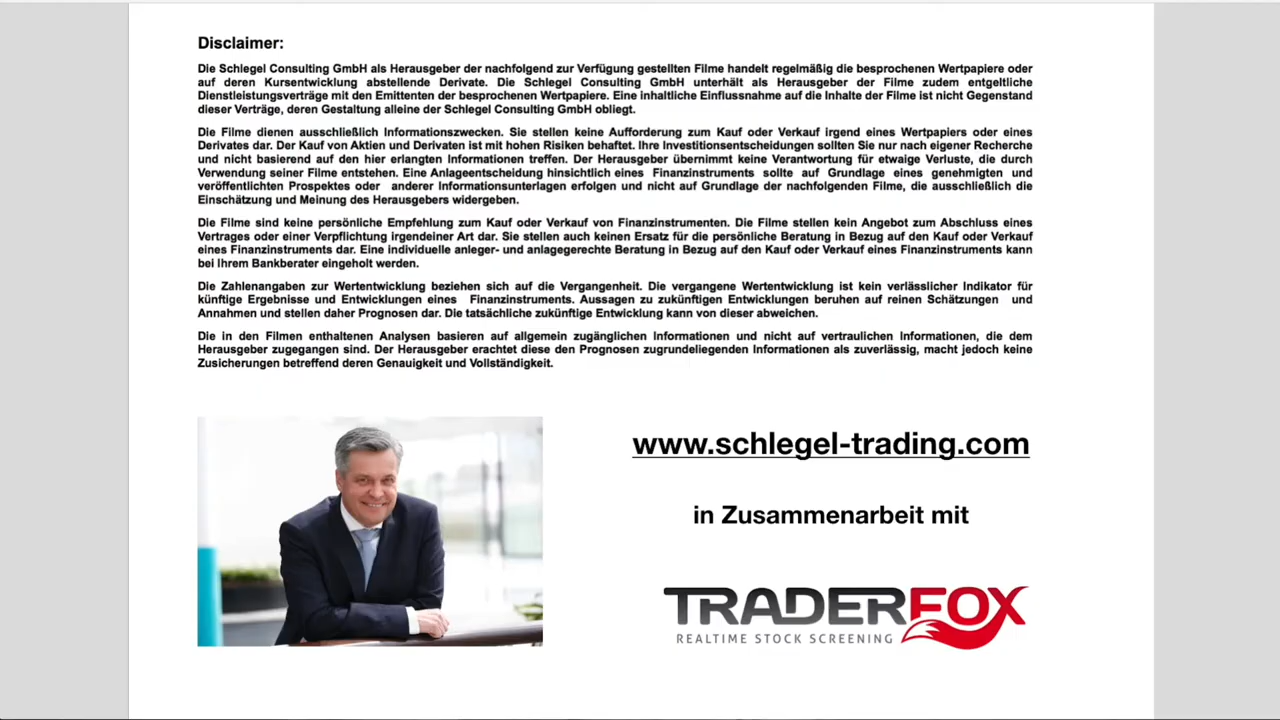 Disclaimer:
Die Schlegel Consulting GmbH als Herausgeber der nachfolgend zur Verfügung gestellten Filme handelt regelmäßig die besprochenen Wertpapiere oder
auf deren Kursentwicklung abstellende Derivate. Die Schlegel Consulting GmbH unterhält als Herausgeber der Filme zudem entgeltliche
Dienstleistungsverträge mit den Emittenten der besprochenen Wertpapiere. Eine inhaltliche Einflussnahme auf die Inhalte der Filme ist nicht Gegenstand
dieser Verträge, deren Gestaltung alleine der Schlegel Consulting GmbH obliegt.
Die Filme dienen ausschließlich Informationszwecken. Sie stellen keine Aufforderung zum Kauf oder Verkauf irgend eines Wertpapiers oder eines
Derivates dar. Der Kauf von Aktien und Derivaten ist mit hohen Risiken behaftet. Ihre Investitionsentscheidungen sollten Sie nur nach eigener Recherche
und nicht basierend auf den hier erlangten Informationen treffen. Der Herausgeber übernimmt keine Verantwortung für etwaige Verluste, die durch
Verwendung seiner Filme entstehen. Eine Anlageentscheidung hinsichtlich eines Finanzinstruments sollte auf Grundlage eines genehmigten und
veröffentlichten Prospektes oder anderer Informationsunterlagen erfolgen und nicht auf Grundlage der nachfolgenden Filme, die ausschließlich die
Einschätzung und Meinung des Herausgebers widergeben.
Die Filme sind keine persönliche Empfehlung zum Kauf oder Verkauf von Finanzinstrumenten. Die Filme stellen kein Angebot zum Abschluss eines
Vertrages oder einer Verpflichtung irgendeiner Art dar. Sie stellen auch keinen Ersatz für die persönliche Beratung in Bezug auf den Kauf oder Verkauf
eines Finanzinstruments dar. Eine individuelle anleger- und anlagegerechte Beratung in Bezug auf den Kauf oder Verkauf eines Finanzinstruments kann
bei Ihrem Bankberater eingeholt werden.
Die Zahlenangaben zur Wertentwicklung beziehen sich auf die Vergangenheit. Die vergangene Wertentwicklung ist kein verlässlicher Indikator für
künftige Ergebnisse und Entwicklungen eines Finanzinstruments. Aussagen zu zukünftigen Entwicklungen beruhen auf reinen Schätzungen und
Annahmen und stellen daher Prognosen dar. Die tatsächliche zukünftige Entwicklung kann von dieser abweichen.
Die in den Filmen enthaltenen Analysen basieren auf allgemein zugänglichen Informationen und nicht auf vertraulichen Informationen, die dem
Herausgeber zugegangen sind. Der Herausgeber erachtet diese den Prognosen zugrundeliegenden Informationen als zuverlässig, macht jedoch keine
Zusicherungen betreffend deren Genauigkeit und Vollständigkeit.
www.schlegel-trading.com
in Zusammenarbeit mit
TRADERFOX
REALTIME STOCK SCREENING